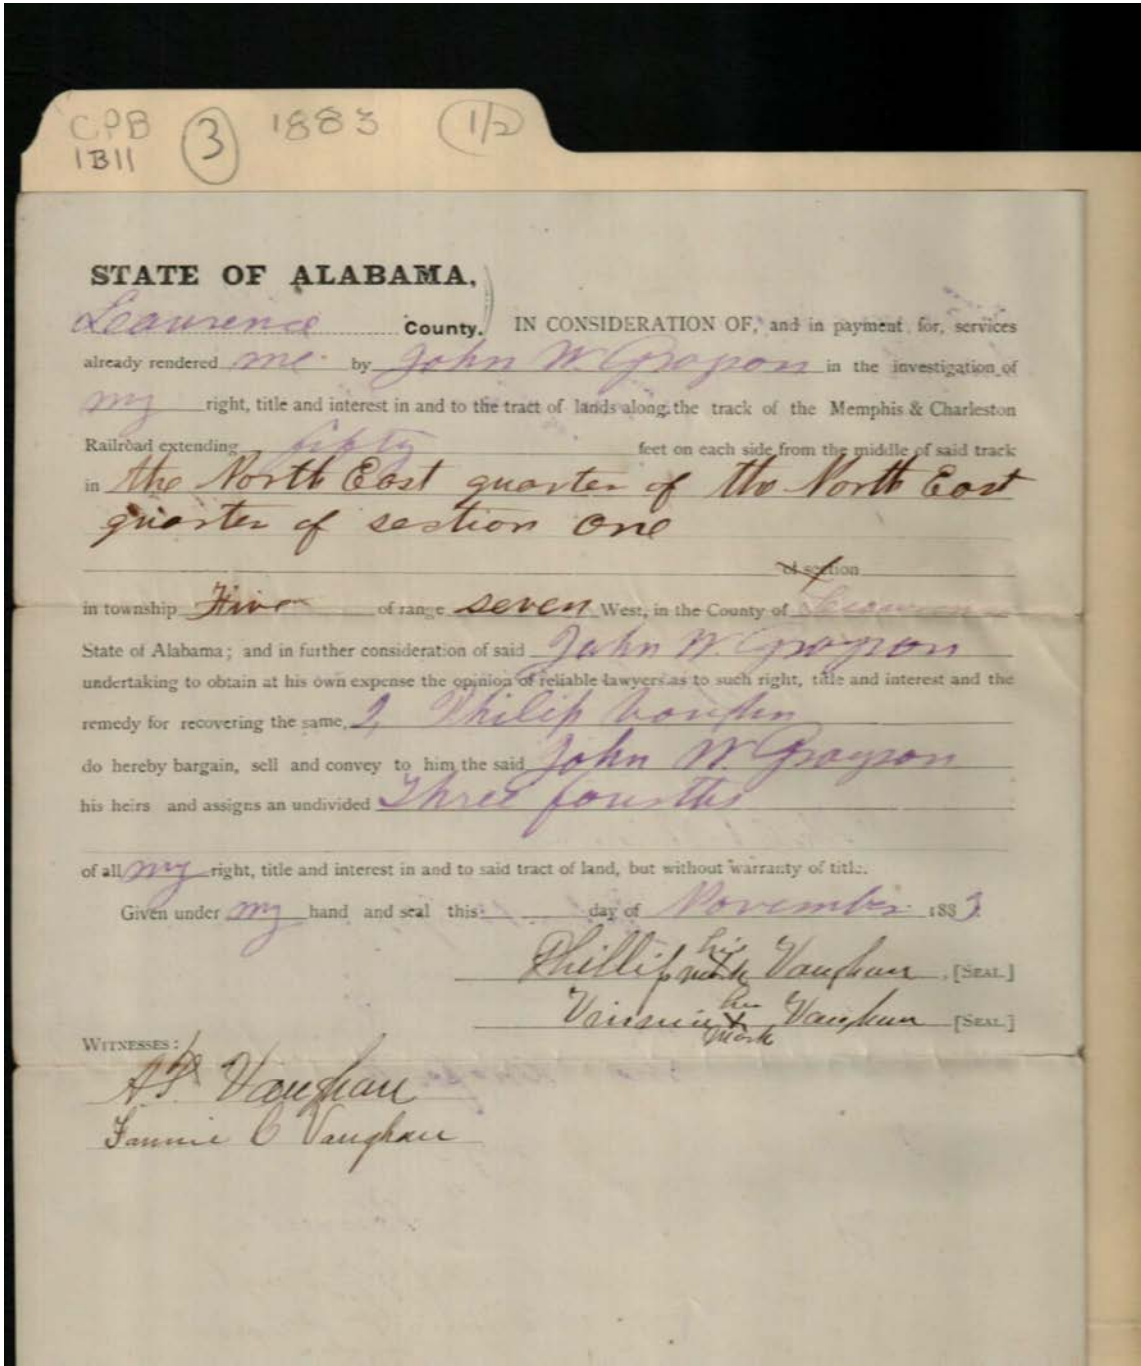 CPB 3 1883 1/2
1B11
STATE OF ALABAMA,
Lawrence County. IN CONSIDERATION OF, and in payment for, services
already rendered me by John W. Grayson in the investigation of
my right, title and interest in and to the tract of lands along the track of the Memphis & Charleston
Railroad extending fifty feet on each side from the middle of said track
in the North East quarter of the North East
quarter of section one
of section
in township Five of range seven West, in the County of Lawrence
State of Alabama; and in further consideration of said John W. Grayson
undertaking to obtain at his own expense the opinion of reliable lawyers as to such right, title and interest and the
remedy for recovering the same, I, Philip
do hereby bargain, sell and convey to him the said John W. Grayson
his heirs and assigns an undivided Three fourths
of all my right, title and interest in and to said tract of land, but without warranty of title.
Given under my hand and seal this day of November 1883
his
Phillip X Vaughan [SEAL]
mark
her
X Vaughan [SEAL]
mark
WITNESSES:
Vaughan
Fannie C Vaughan